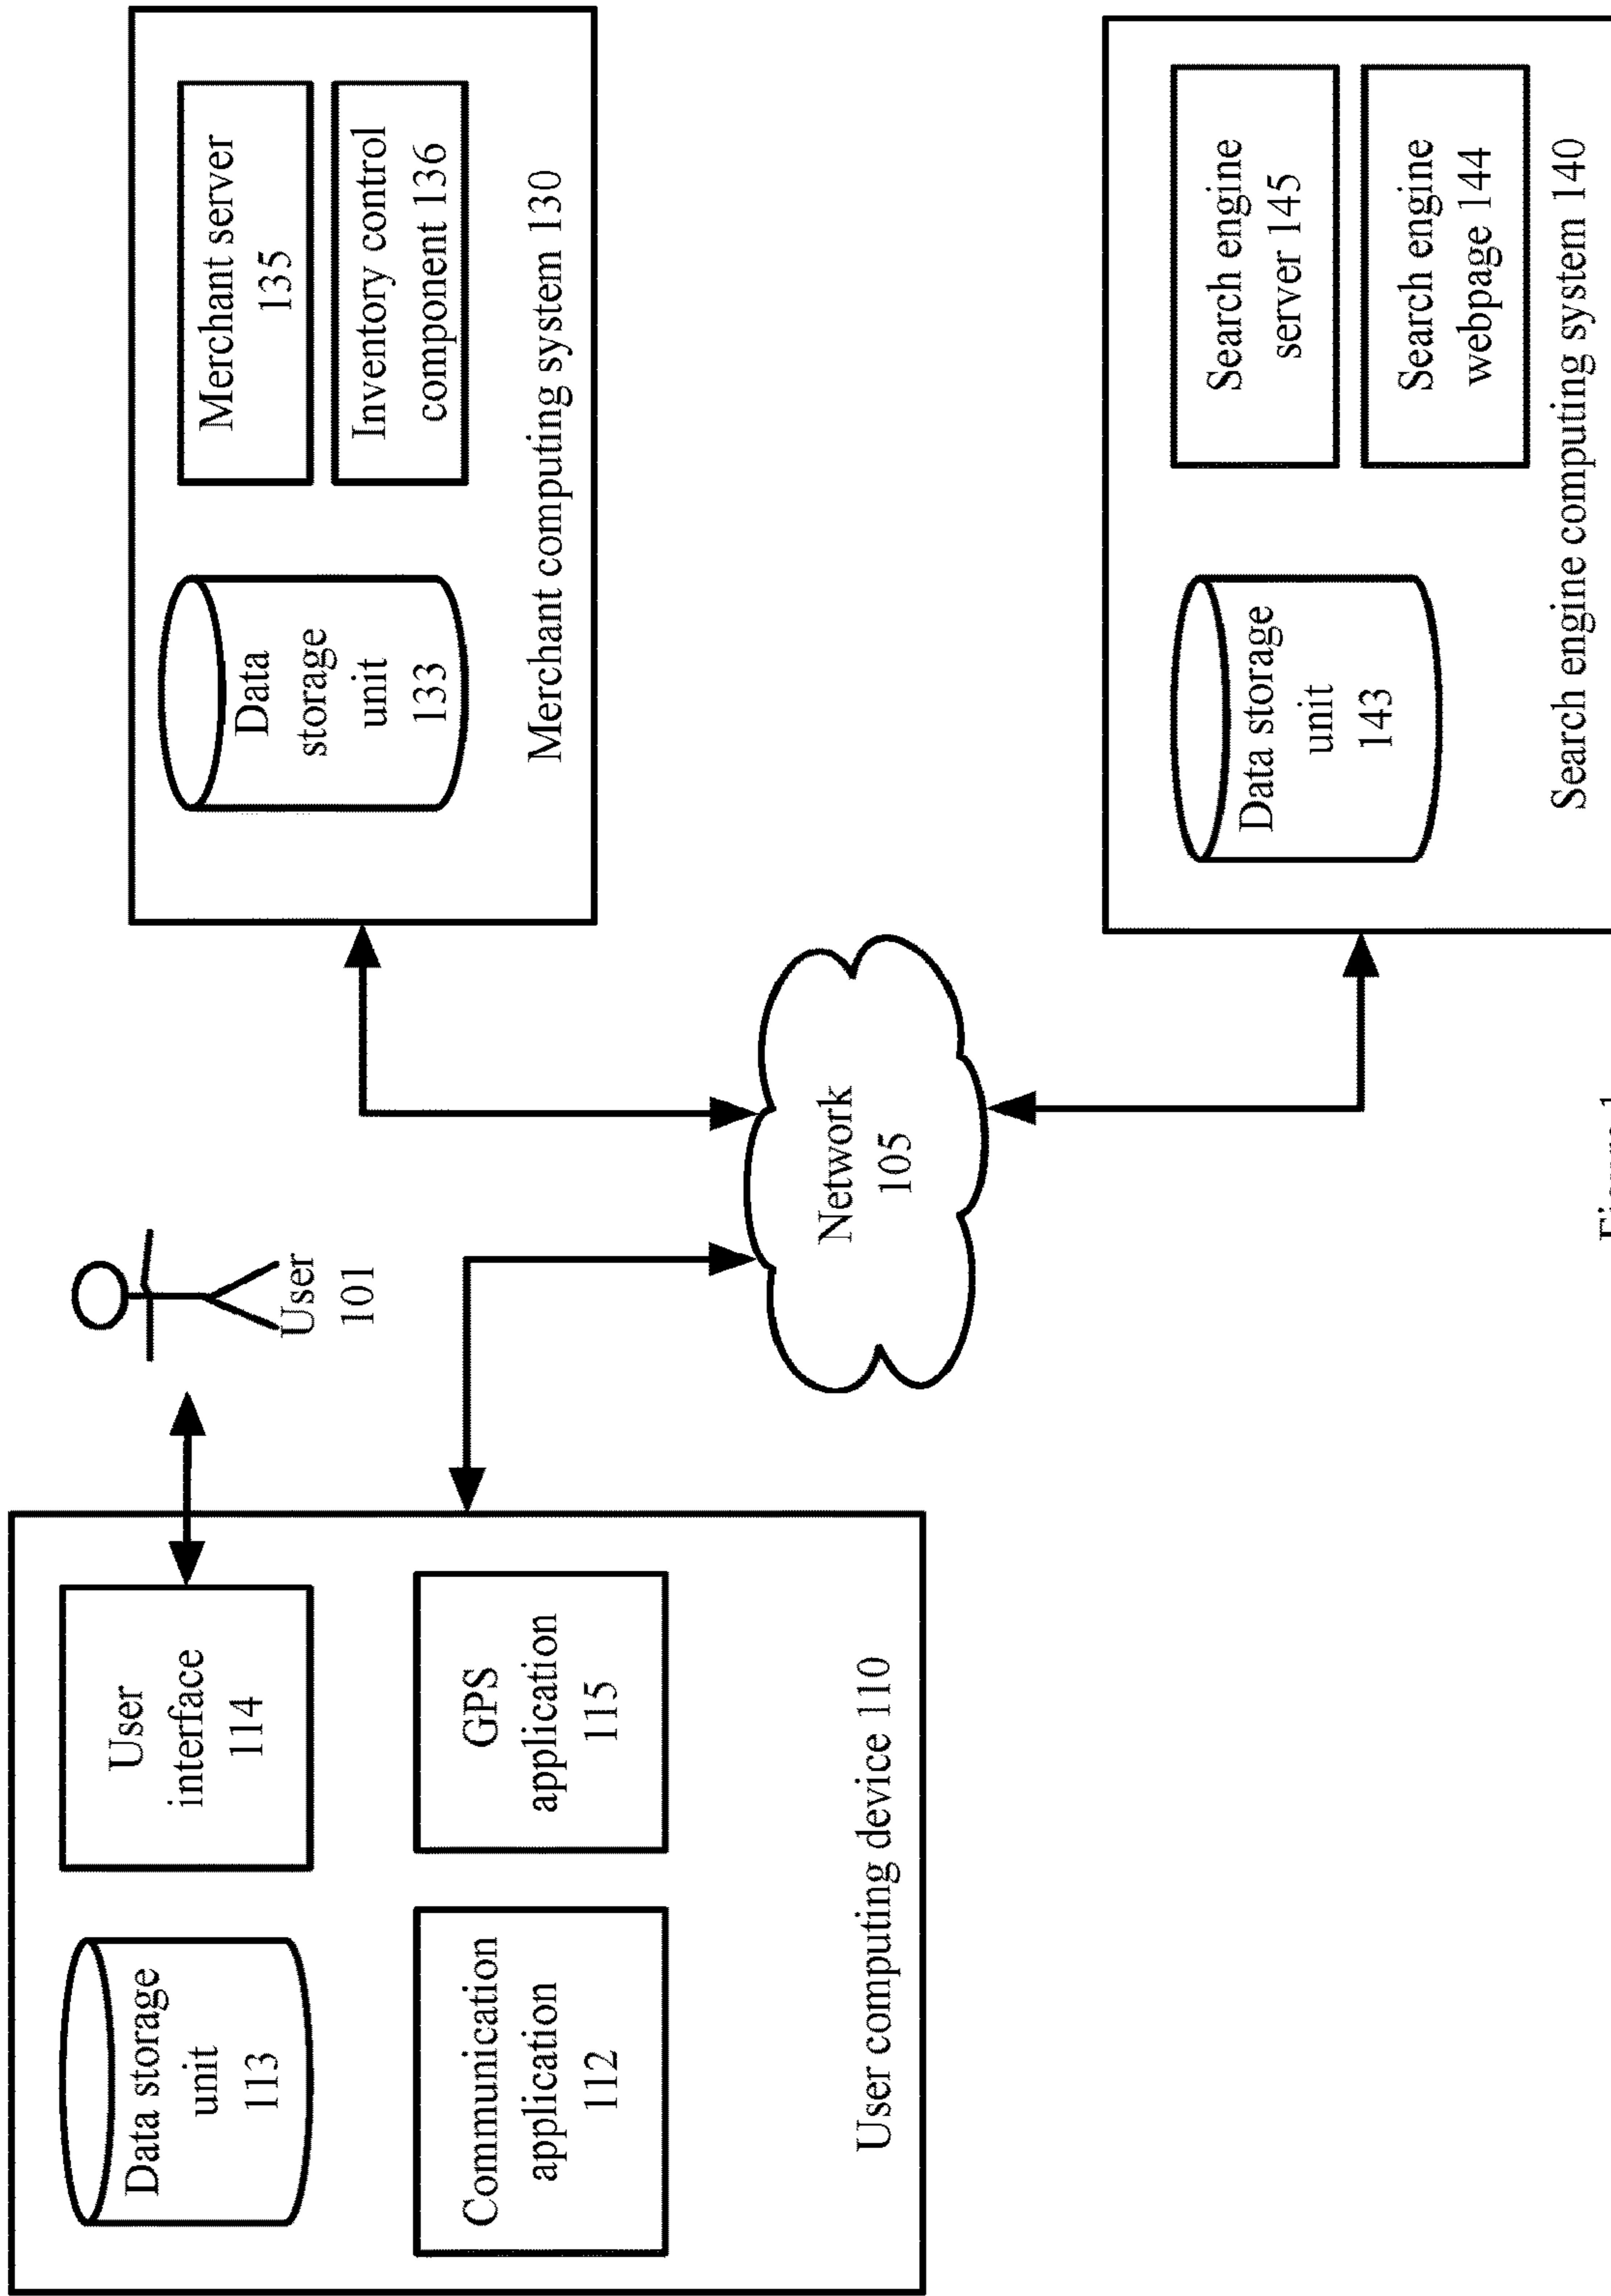 Data storage
unit
113
User
interface
114
Communication
application
112
GPS
application
115
User computing device 110
User
101
Network
105
Data
storage
unit
133
Merchant server
135
Inventory control
component 136
Merchant computing system 130
Data storage
unit
143
Search engine
server 145
Search engine
webpage 144
Search engine computing system 140
Figure 1